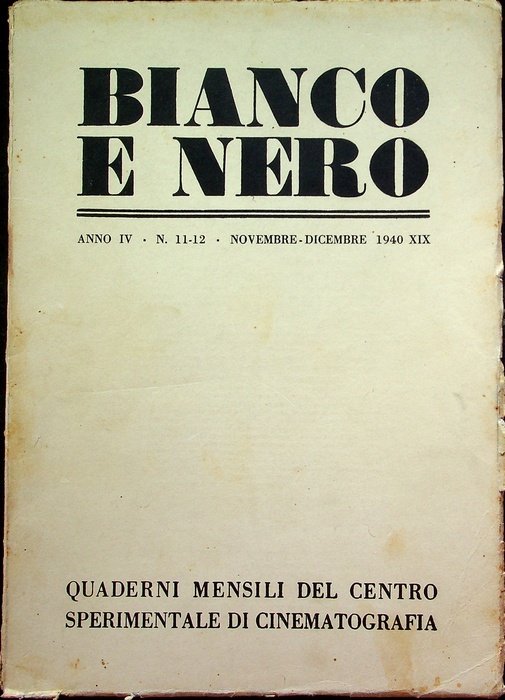 BIANCO
E NERO
ANNO IV · N. 11-12 · NOVEMBRE-DICEMBRE 1940 XIX
QUADERNI MENSILI DEL CENTRO
SPERIMENTALE DI CINEMATOGRAFIA